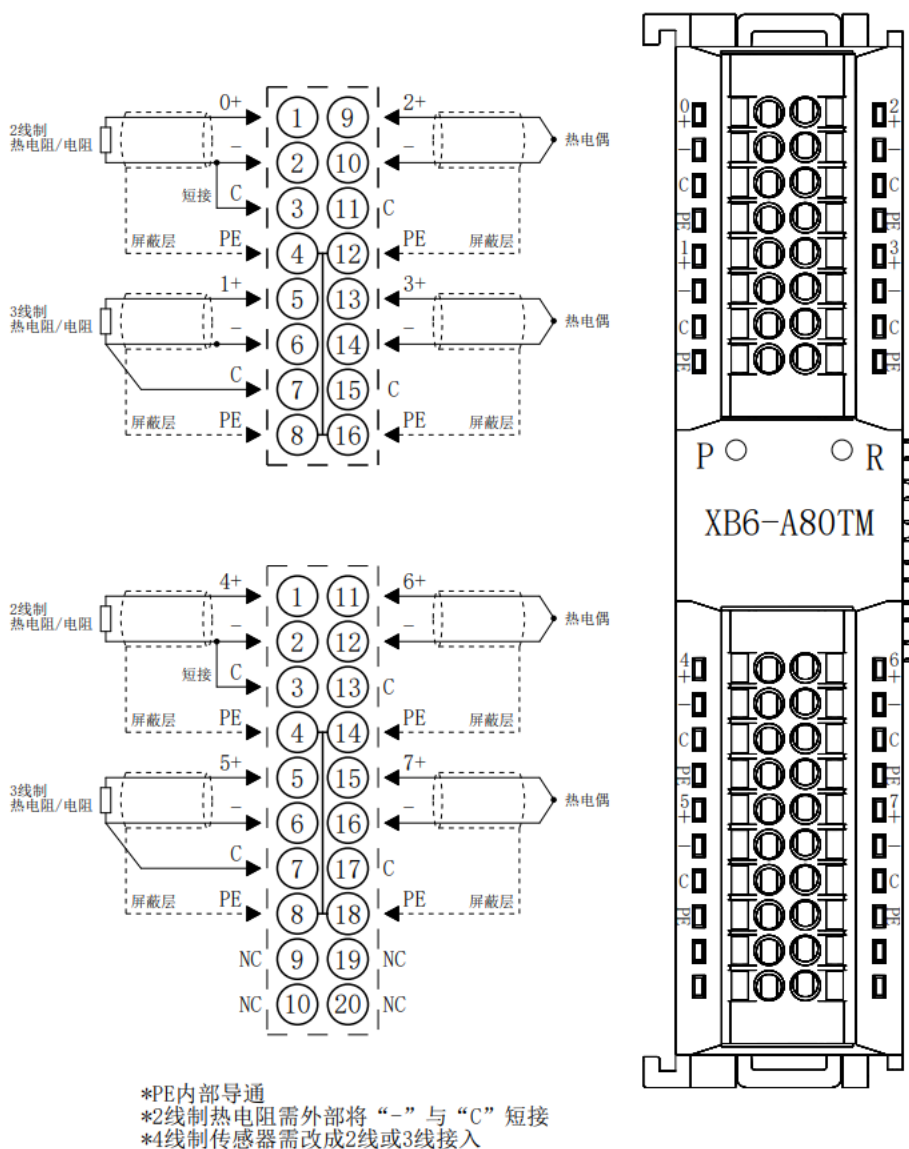 0+
2线制
热电阻/电阻
-
短接
C
屏蔽层
PE
1+
3线制
热电阻/电阻
-
C
屏蔽层
PE
1 9
2 10
3 11
4 12
5 13
6 14
7 15
8 16
2+
-
热电偶
C
PE
屏蔽层
3+
-
热电偶
C
PE
屏蔽层
4+
2线制
热电阻/电阻
-
短接
C
屏蔽层
PE
5+
3线制
热电阻/电阻
-
C
屏蔽层
PE
NC
NC
1 11
2 12
3 13
4 14
5 15
6 16
7 17
8 18
9 19
10 20
6+
-
热电偶
C
PE
屏蔽层
7+
-
热电偶
C
PE
屏蔽层
NC
NC
*PE内部导通
*2线制热电阻需外部将“-”与“C”短接
*4线制传感器需改成2线或3线接入
0+ 2+
- -
C C
PE PE
1+ 3+
- -
C C
PE PE
P R
XB6-A80TM
4+ 6+
- -
C C
PE PE
5+ 7+
- -
C C
PE PE